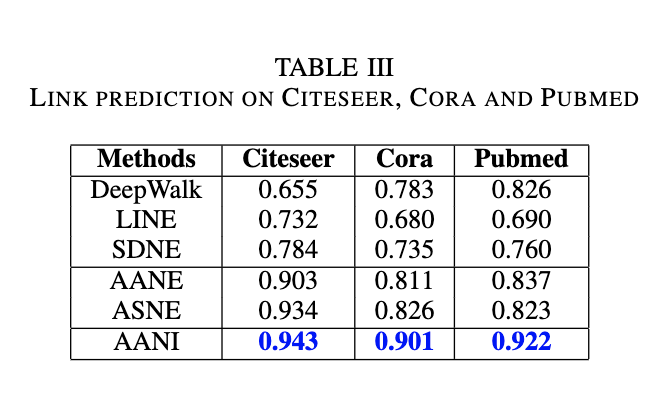 TABLE III
LINK PREDICTION ON CITESEER, CORA AND PUBMED
Methods Citeseer Cora Pubmed
DeepWalk 0.655 0.783 0.826
LINE 0.732 0.680 0.690
SDNE 0.784 0.735 0.760
AANE 0.903 0.811 0.837
ASNE 0.934 0.826 0.823
AANI 0.943 0.901 0.922